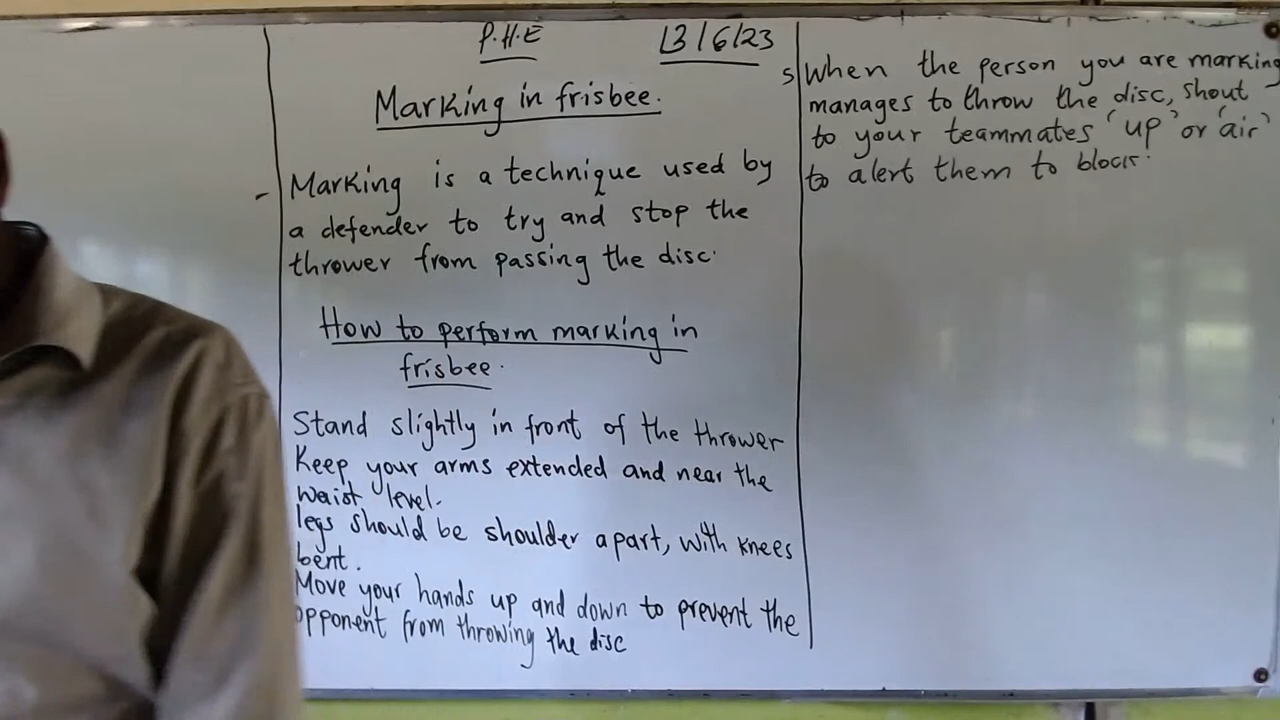 P.H.E 13/6/23
Marking in frisbee.
- Marking is a technique used by
a defender to try and stop the
thrower from passing the disc.
How to perform marking in
frisbee.
Stand slightly in front of the thrower
Keep your arms extended and near the
waist level.
legs should be shoulder apart, with knees
bent.
Move your hands up and down to prevent the
opponent from throwing the disc
5 When the person you are marking
manages to throw the disc, shout -
to your teammates 'up' or 'air'
to alert them to block.